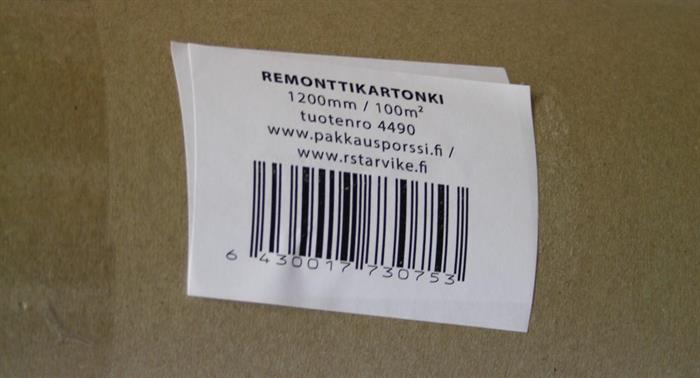 REMONTTIKARTONKI
1200mm / 100m²
tuotenro 4490
www.pakkausporssi.fi /
www.rstarvike.fi
6 430017 730753